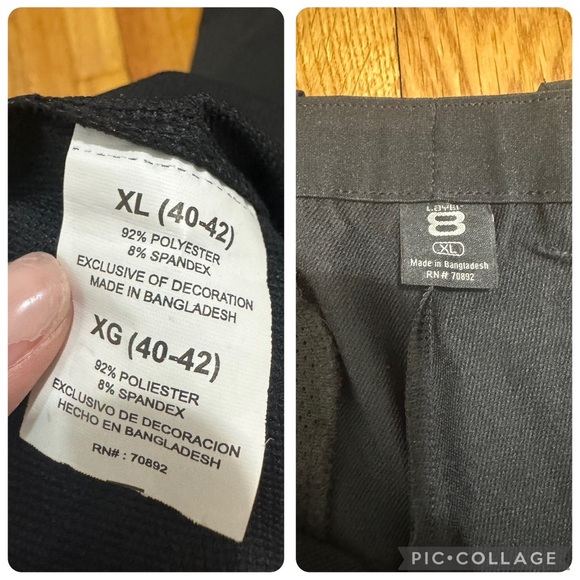 XL (40-42)
92% POLYESTER
8% SPANDEX
EXCLUSIVE OF DECORATION
MADE IN BANGLADESH
XG (40-42)
92% POLIESTER
8% SPANDEX
EXCLUSIVO DE DECORACION
HECHO EN BANGLADESH
RN# : 70892
Layer
8
XL
Made in Bangladesh
RN# 70892
PIC•COLLAGE